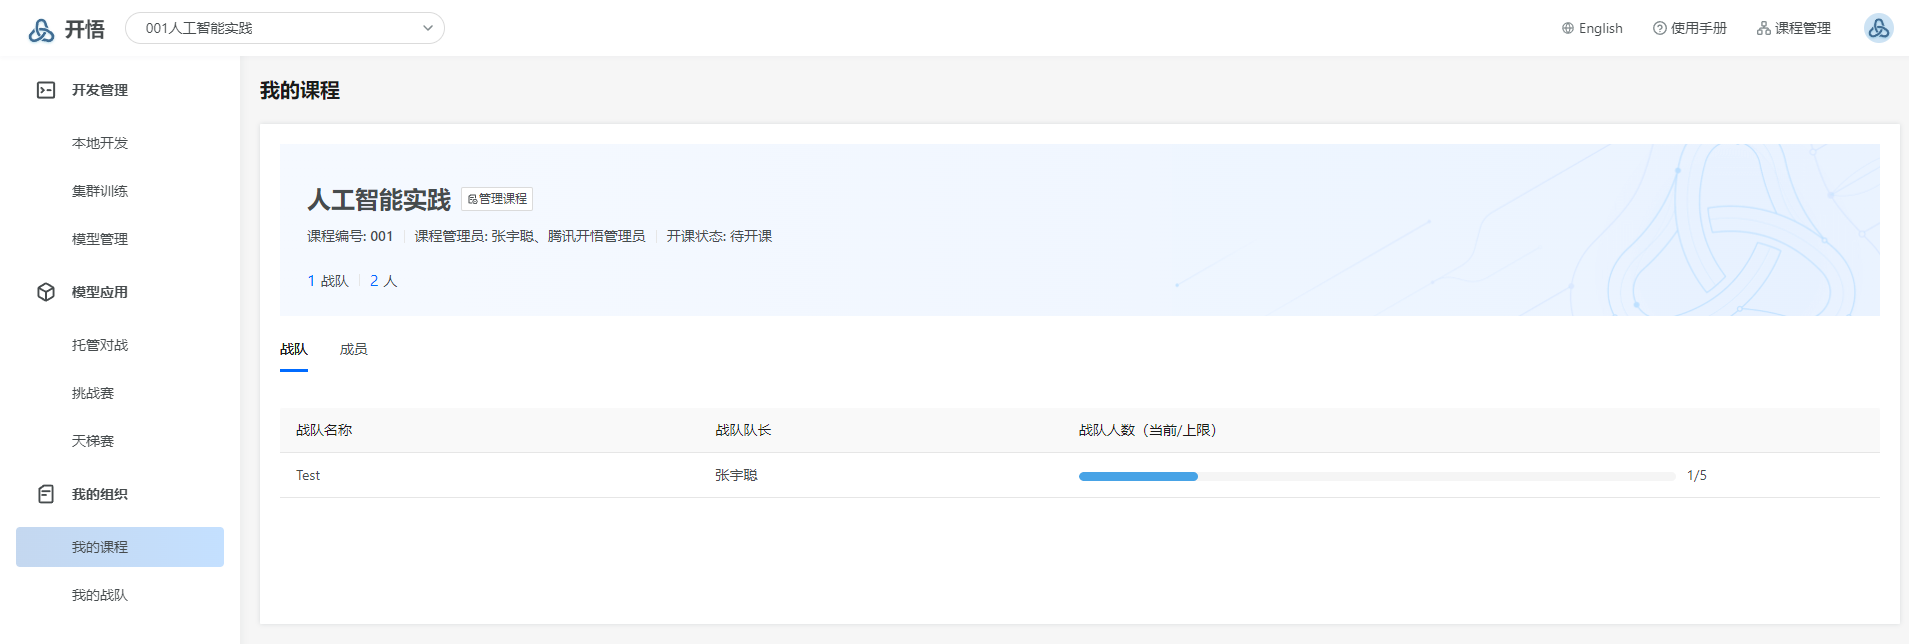 开悟
001人工智能实践
English
使用手册
课程管理
开发管理
本地开发
集群训练
模型管理
模型应用
托管对战
挑战赛
天梯赛
我的组织
我的课程
我的战队
我的课程
人工智能实践
管理课程
课程编号: 001
课程管理员: 张宇聪、腾讯开悟管理员
开课状态: 待开课
1 战队
2 人
战队
成员
战队名称
战队队长
战队人数（当前/上限）
Test
张宇聪
1/5